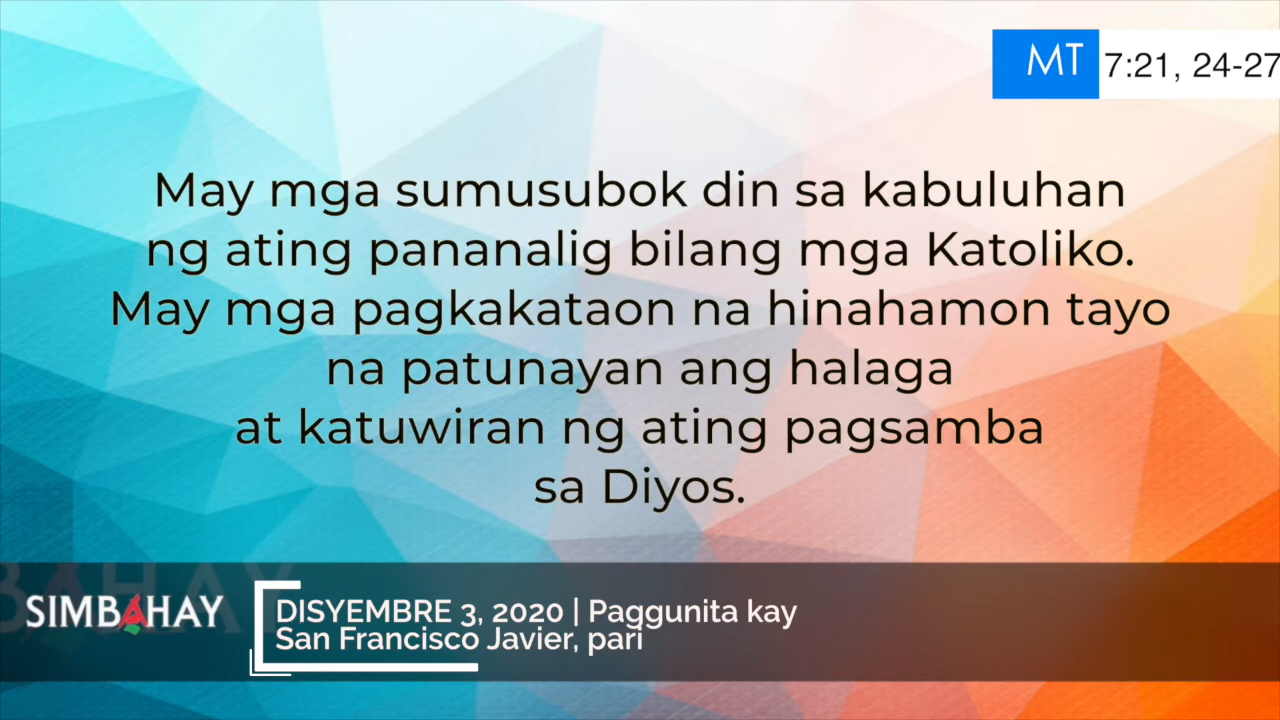 MT 7:21, 24-27
May mga sumusubok din sa kabuluhan
ng ating pananalig bilang mga Katoliko.
May mga pagkakataon na hinahamon tayo
na patunayan ang halaga
at katuwiran ng ating pagsamba
sa Diyos.
SIMBAHAY
DISYEMBRE 3, 2020 | Paggunita kay
San Francisco Javier, pari